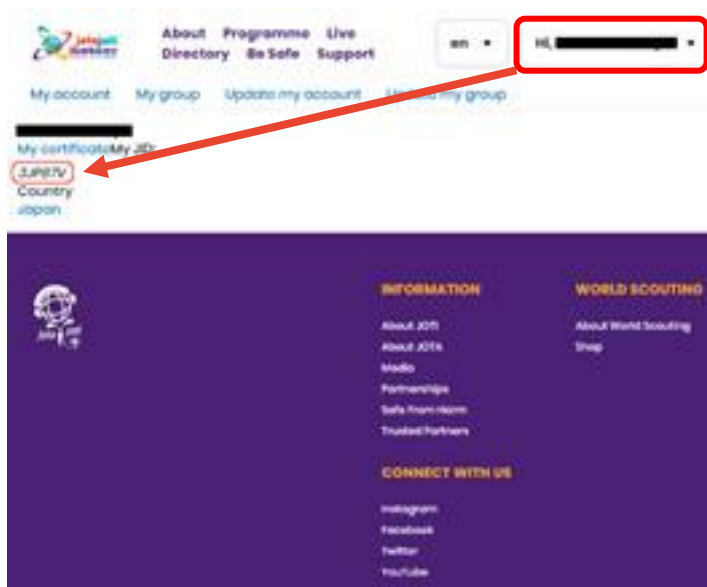 About Programme Live
Directory Be Safe Support
en
Hi,
My account My group Update my account Update my group
My certificate My JID:
Country
Japan
INFORMATION
About JOTI
About JOTA
Media
Partnerships
Safe From Harm
Trusted Partners
WORLD SCOUTING
About World Scouting
Shop
CONNECT WITH US
Instagram
Facebook
Twitter
YouTube